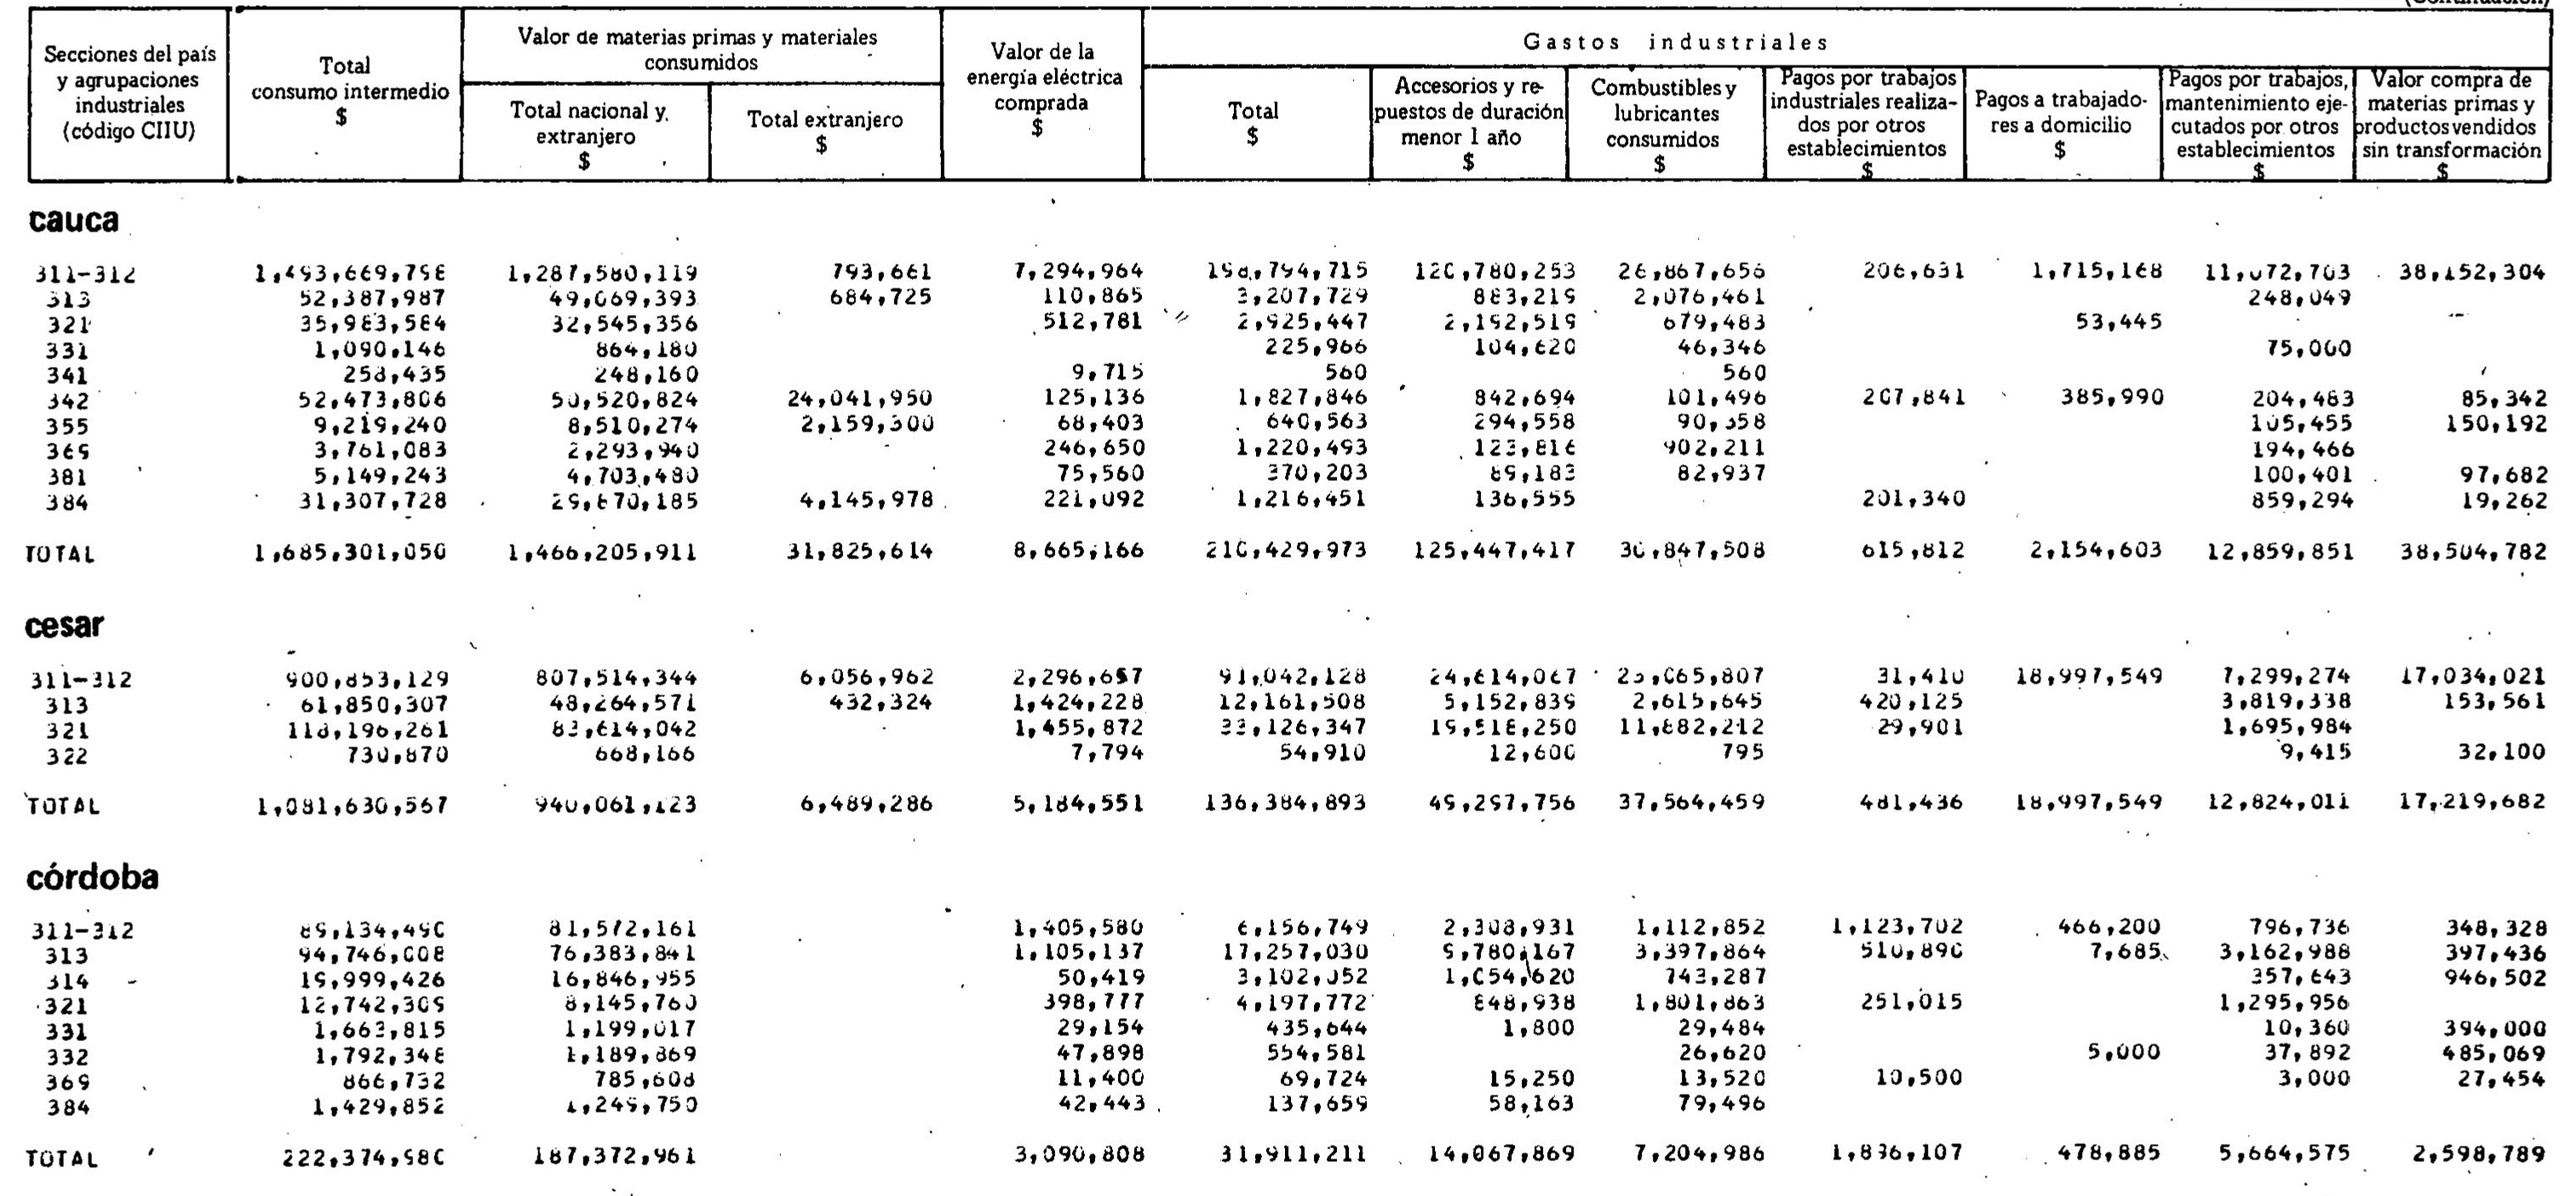 Secciones del país y agrupaciones industriales (código CIIU)
Total consumo intermedio $
Valor de materias primas y materiales consumidos
Total nacional y extranjero $
Total extranjero $
Valor de la energía eléctrica comprada $
Gastos industriales
Total $
Accesorios y repuestos de duración menor 1 año $
Combustibles y lubricantes consumidos $
Pagos por trabajos industriales realizados por otros establecimientos $
Pagos a trabajadores a domicilio $
Pagos por trabajos, mantenimiento ejecutados por otros establecimientos $
Valor compra de materias primas y productos vendidos sin transformación $
cauca
311-312 1,493,669,798 1,287,580,119 793,661 7,294,964 198,794,715 120,780,253 26,867,656 206,631 1,715,168 11,072,703 38,152,304
313 52,387,987 49,069,393 684,725 110,865 3,207,729 883,219 2,076,461 248,049
321 35,983,584 32,545,356 512,781 2,925,447 2,192,519 679,483 53,445
331 1,090,146 864,180 225,966 104,620 46,346 75,000
341 258,435 248,160 9,715 560 560
342 52,473,806 50,520,824 24,041,950 125,136 1,827,846 842,694 101,496 207,841 385,990 204,483 85,342
355 9,219,240 8,510,274 2,159,300 68,403 640,563 294,558 90,358 105,455 150,192
369 3,761,083 2,293,940 246,650 1,220,493 123,816 902,211 194,466
381 5,149,243 4,703,480 75,560 370,203 89,183 82,937 100,401 97,682
384 31,307,728 29,870,185 4,145,978 221,092 1,216,451 136,555 201,340 859,294 19,262
TOTAL 1,685,301,050 1,466,205,911 31,825,614 8,665,166 210,429,973 125,447,417 30,847,508 615,812 2,154,603 12,859,851 38,504,782
cesar
311-312 900,853,129 807,514,344 6,056,962 2,296,657 91,042,128 24,614,067 23,065,807 31,410 18,997,549 7,299,274 17,034,021
313 61,850,307 48,264,571 432,324 1,424,228 12,161,508 5,152,839 2,615,645 420,125 3,819,338 153,561
321 118,196,261 83,614,042 1,455,872 33,126,347 19,518,250 11,882,212 29,901 1,695,984
322 730,870 668,166 7,794 54,910 12,600 795 9,415 32,100
TOTAL 1,081,630,567 940,061,123 6,489,286 5,184,551 136,384,893 49,297,756 37,564,459 481,436 18,997,549 12,824,011 17,219,682
córdoba
311-312 89,134,490 81,572,161 1,405,580 6,156,749 2,308,931 1,112,852 1,123,702 466,200 796,736 348,328
313 94,746,008 76,383,841 1,105,137 17,257,030 9,780,167 3,397,864 510,890 7,685 3,162,988 397,436
314 19,999,426 16,846,955 50,419 3,102,052 1,054,620 743,287 357,643 946,502
321 12,742,309 8,145,760 398,777 4,197,772 848,938 1,801,863 251,015 1,295,956
331 1,663,815 1,199,017 29,154 435,644 1,800 29,484 10,360 394,000
332 1,792,348 1,189,869 47,898 554,581 26,620 5,000 37,892 485,069
369 866,732 785,608 11,400 69,724 15,250 13,520 10,500 3,000 27,454
384 1,429,852 1,249,750 42,443 137,659 58,163 79,496
TOTAL 222,374,980 187,372,961 3,090,808 31,911,211 14,067,869 7,204,986 1,896,107 478,885 5,664,575 2,598,789